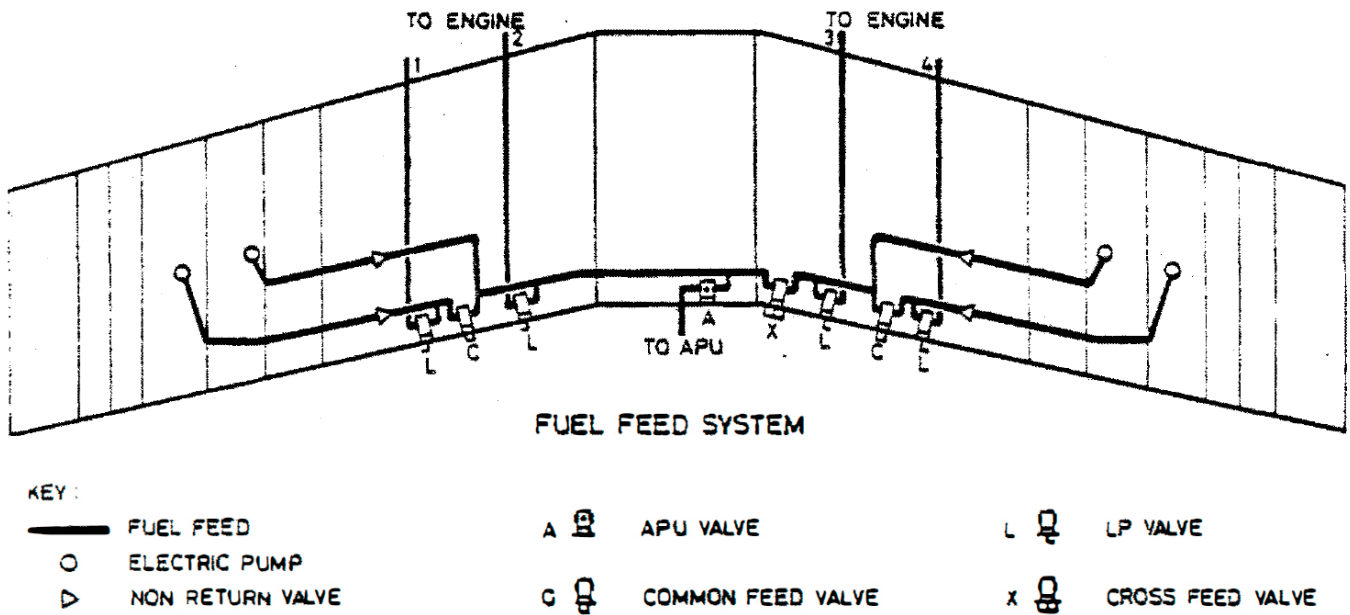 TO ENGINE
TO ENGINE
1
2
3
4
L
C
L
A
X
L
C
L
TO APU
FUEL FEED SYSTEM
KEY :
FUEL FEED
A APU VALVE
L LP VALVE
ELECTRIC PUMP
NON RETURN VALVE
C COMMON FEED VALVE
X CROSS FEED VALVE